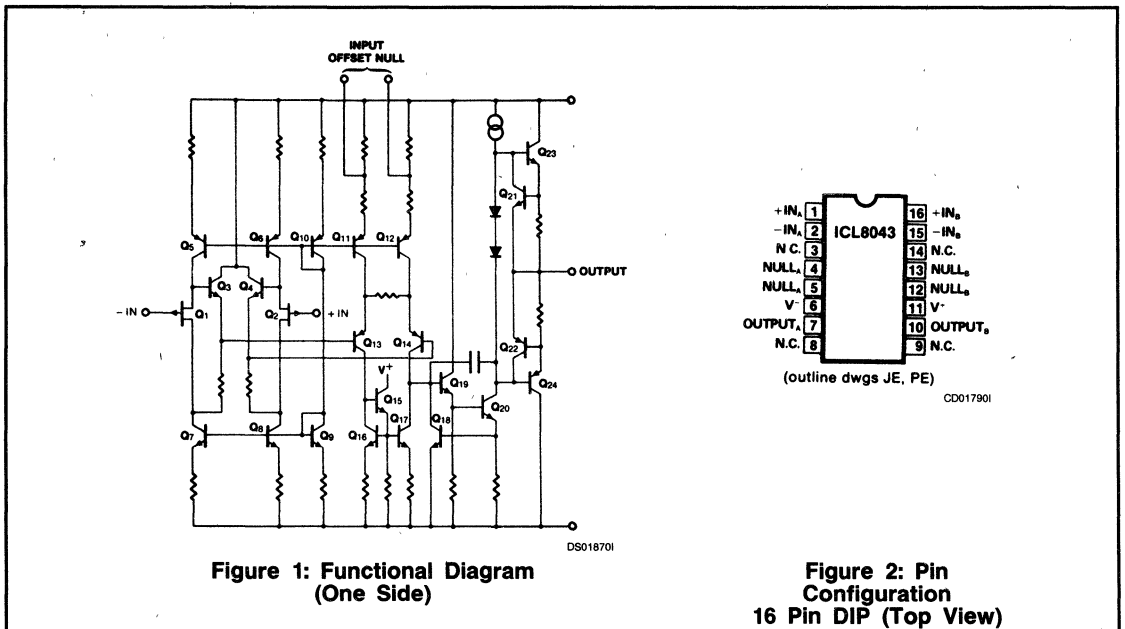 INPUT
OFFSET NULL
Q23
Q21
Q5
Q6
Q10
Q11
Q12
OUTPUT
Q3
Q4
- IN
Q1
Q2
+ IN
Q13
Q14
Q22
V+
Q19
Q24
Q15
Q20
Q17
Q18
Q7
Q8
Q9
Q16
DS01870I
Figure 1: Functional Diagram
(One Side)
ICL8043
+INA 1
-INA 2
N.C. 3
NULLA 4
NULLA 5
V- 6
OUTPUTA 7
N.C. 8
16 +INB
15 -INB
14 N.C.
13 NULLB
12 NULLB
11 V+
10 OUTPUTB
9 N.C.
(outline dwgs JE, PE)
CD01790I
Figure 2: Pin
Configuration
16 Pin DIP (Top View)